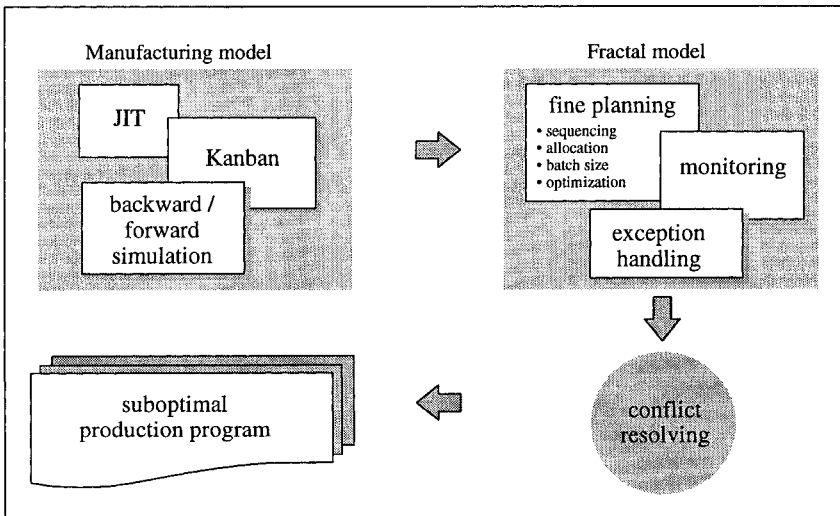 Manufacturing model
JIT
Kanban
backward /
forward
simulation
Fractal model
fine planning
• sequencing
• allocation
• batch size
• optimization
monitoring
exception
handling
conflict
resolving
suboptimal
production program